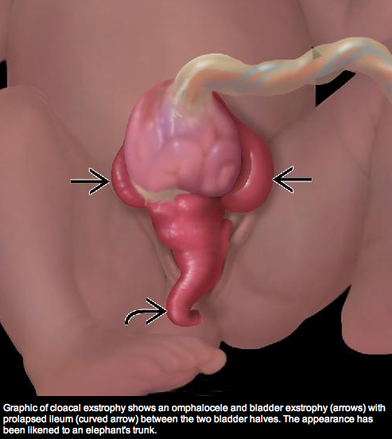 Graphic of cloacal exstrophy shows an omphalocele and bladder exstrophy (arrows) with
prolapsed ileum (curved arrow) between the two bladder halves. The appearance has
been likened to an elephant's trunk.